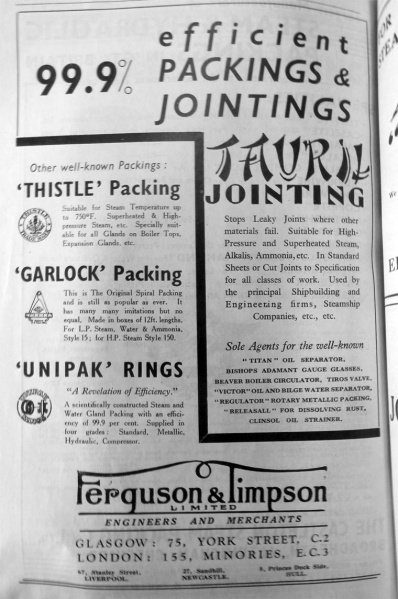 99.9%
efficient
PACKINGS &
JOINTINGS
Other well-known Packings :
'THISTLE' Packing
Suitable for Steam Temperature up
to 750°F. Superheated & High-
pressure Steam, etc. Specially suit-
able for all Glands on Boiler Tops,
Expansion Glands, etc.
'GARLOCK' Packing
This is The Original Spiral Packing
and is still as popular as ever. It
has many many imitations but no
equal. Made in boxes of 12ft. lengths.
For L.P. Steam, Water & Ammonia,
Style 15; for H.P. Steam Style 150.
'UNIPAK' RINGS
"A Revelation of Efficiency."
A scientifically constructed Steam and
Water Gland Packing with an effici-
ency of 99.9 per cent. Supplied in
four grades: Standard, Metallic,
Hydraulic, Compressor.
TAURIL
JOINTING
Stops Leaky Joints where other
materials fail. Suitable for High-
Pressure and Superheated Steam,
Alkalis, Ammonia, etc. In Standard
Sheets or Cut Joints to Specification
for all classes of work. Used by
the principal Shipbuilding and
Engineering firms, Steamship
Companies, etc., etc.
Sole Agents for the well-known
"TITAN" OIL SEPARATOR,
BISHOPS ADAMANT GAUGE GLASSES,
BEAVER BOILER CIRCULATOR, TIROS VALVE,
"VICTOR" OIL AND BILGE WATER SEPARATOR,
"REGULATOR" ROTARY METALLIC PACKING,
"RELEASALL" FOR DISSOLVING RUST,
CLINSOL OIL STRAINER.
Ferguson & Timpson
LIMITED
ENGINEERS AND MERCHANTS
GLASGOW: 75, YORK STREET, C.2
LONDON: 155, MINORIES, E.C.3
67, Stanley Street,
LIVERPOOL.
27, Sandhill,
NEWCASTLE.
8, Princes Dock Side,
HULL.